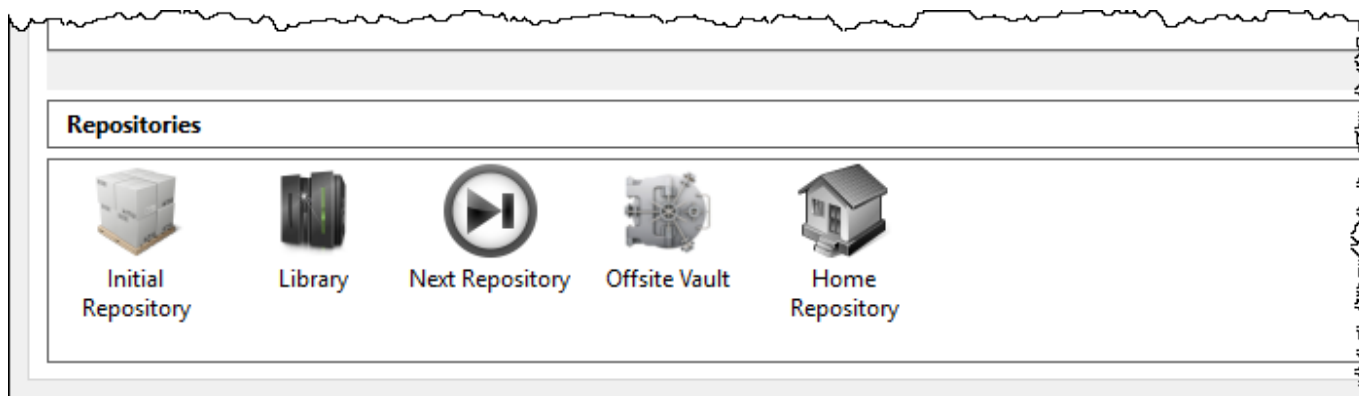 Repositories
Initial
Repository
Library
Next Repository
Offsite Vault
Home
Repository